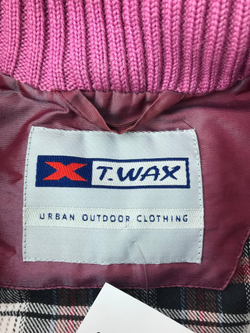 X T.WAX
URBAN OUTDOOR CLOTHING